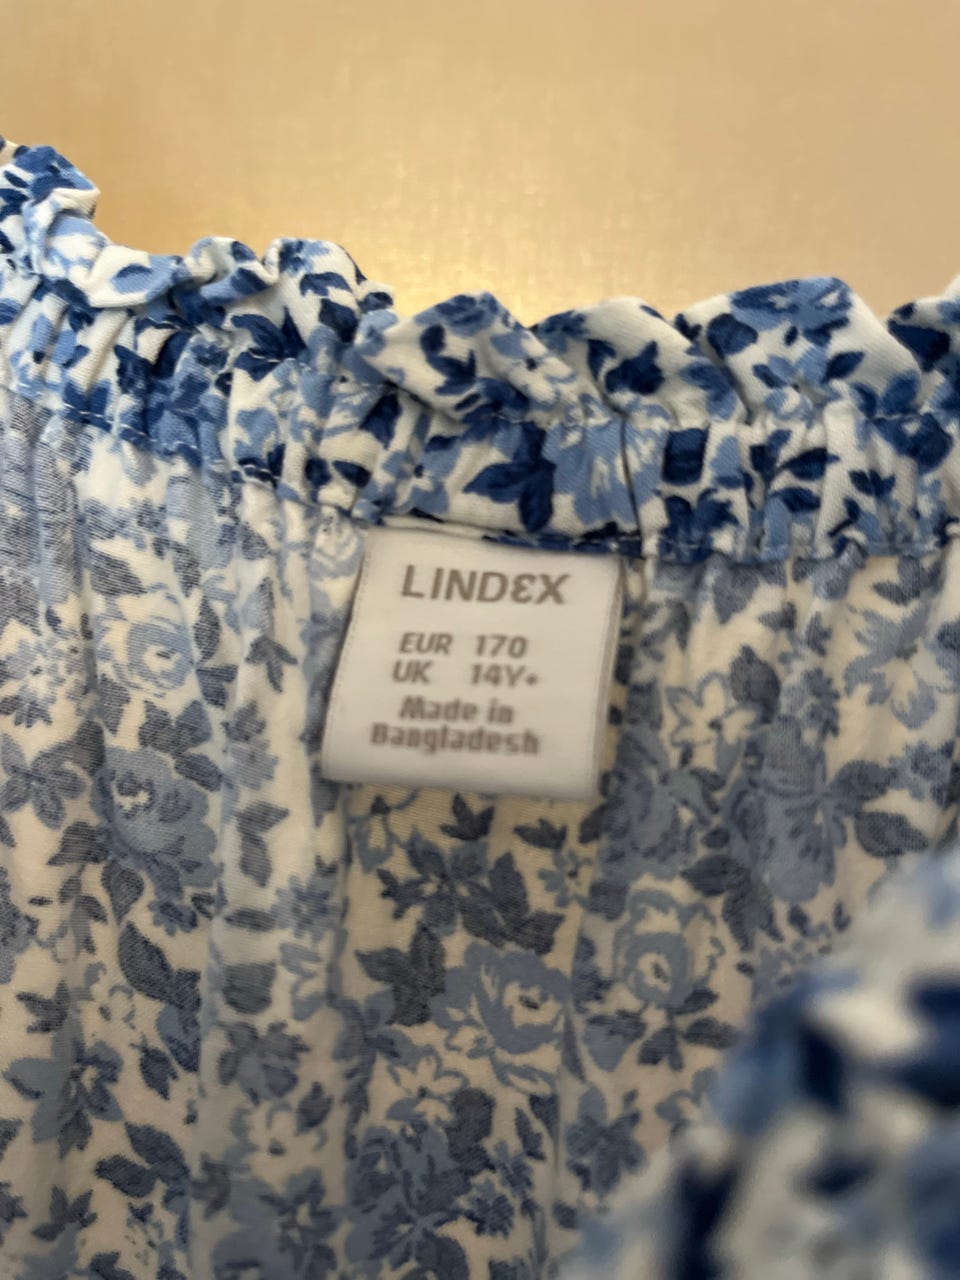 LINDEX
EUR 170
UK 14Y+
Made in
Bangladesh